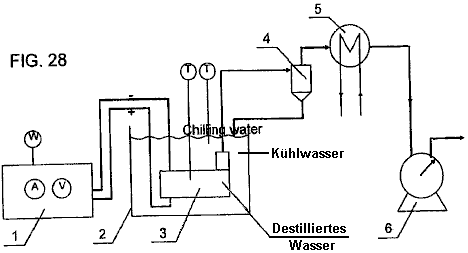 FIG. 28
5
4
T T
-
+
Chilling water
W
Kühlwasser
A V
Destilliertes
Wasser
1 2 3 6